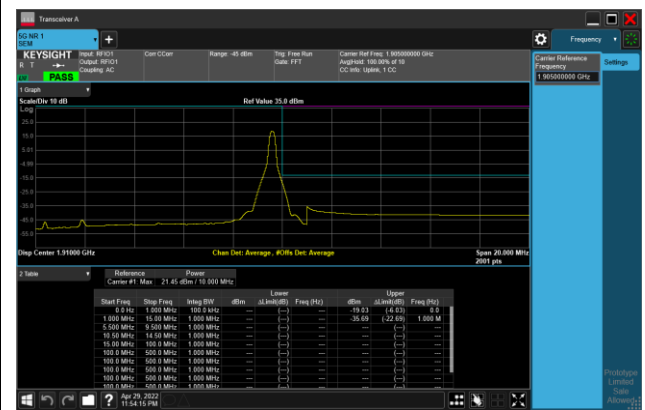 Transceiver A
5G NR 1
SEM
Frequency
KEYSIGHT
R T
PASS
Input: RFIO1
Output: RFIO1
Coupling: AC
Corr CCorr
Range: -45 dBm
Trig: Free Run
Gate: FFT
Carrier Ref Freq: 1.905000000 GHz
Avg|Hold: 100.00% of 10
CC Info: Uplink, 1 CC
Carrier Reference
Frequency
1.905000000 GHz
Settings
1 Graph
Scale/Div 10 dB
Ref Value 35.0 dBm
Log
25.0
15.0
5.01
-4.99
-15.0
-25.0
-35.0
-45.0
-55.0
Disp Center 1.91000 GHz
Chan Det: Average , #Offs Det: Average
Span 20.000 MHz
2001 pts
2 Table
Reference Power
Carrier #1 Max 21.45 dBm / 10.000 MHz
Lower Upper
Start Freq Stop Freq Integ BW dBm ΔLimit(dB) Freq (Hz) dBm ΔLimit(dB) Freq (Hz)
0.0 Hz 1.000 MHz 100.0 kHz --- (---) --- -19.03 (-6.03) 0.0
1.000 MHz 15.00 MHz 1.000 MHz --- (---) --- -35.69 (-22.69) 1.000 M
5.500 MHz 9.500 MHz 1.000 MHz --- (---) --- --- (---) ---
10.50 MHz 14.50 MHz 1.000 MHz --- (---) --- --- (---) ---
15.00 MHz 100.0 MHz 1.000 MHz --- (---) --- --- (---) ---
100.0 MHz 500.0 MHz 1.000 MHz --- (---) --- --- (---) ---
100.0 MHz 500.0 MHz 1.000 MHz --- (---) --- --- (---) ---
100.0 MHz 500.0 MHz 1.000 MHz --- (---) --- --- (---) ---
100.0 MHz 500.0 MHz 1.000 MHz --- (---) --- --- (---) ---
Prototype
Limited
Sale
Allowed
Apr 29, 2022
11:54:15 PM